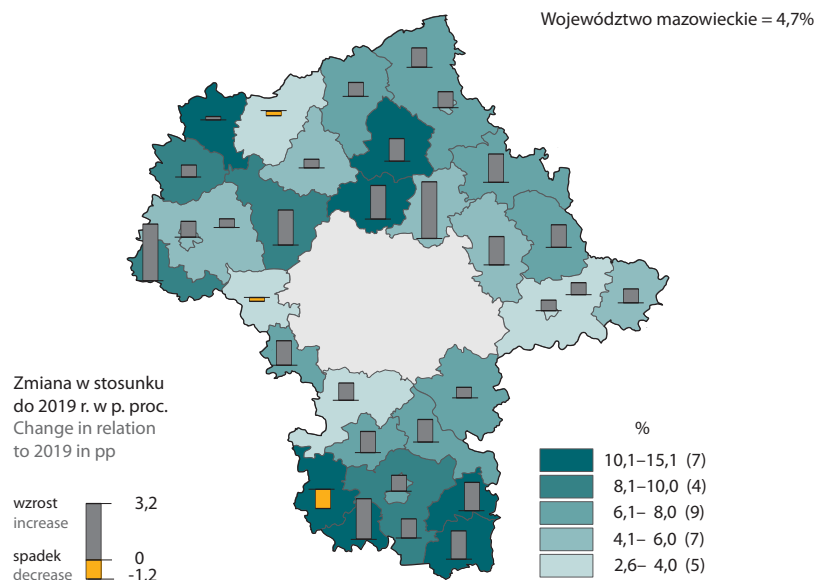 Województwo mazowieckie = 4,7%
Zmiana w stosunku
do 2019 r. w p. proc.
Change in relation
to 2019 in pp
wzrost
increase
3,2
spadek
decrease
0
-1,2
%
10,1–15,1 (7)
8,1–10,0 (4)
6,1– 8,0 (9)
4,1– 6,0 (7)
2,6– 4,0 (5)